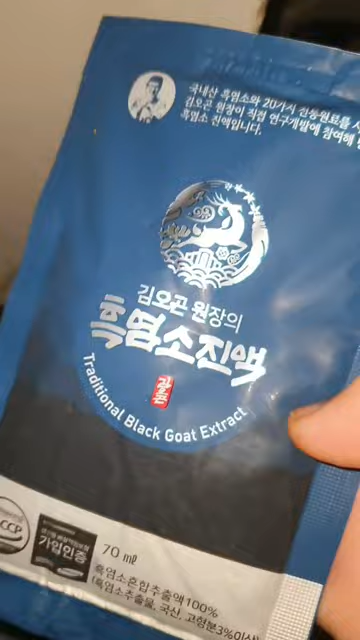 국내산 흑염소와 20가지 전통원료를
김오곤 원장이 직접 연구개발에 참여해
흑염소 진액입니다.
김오곤 원장의
흑염소진액
Traditional Black Goat Extract
CCP
가입인증
70 mℓ
흑염소혼합추출액100%
(흑염소추출물, 국산, 고형분3%이상)